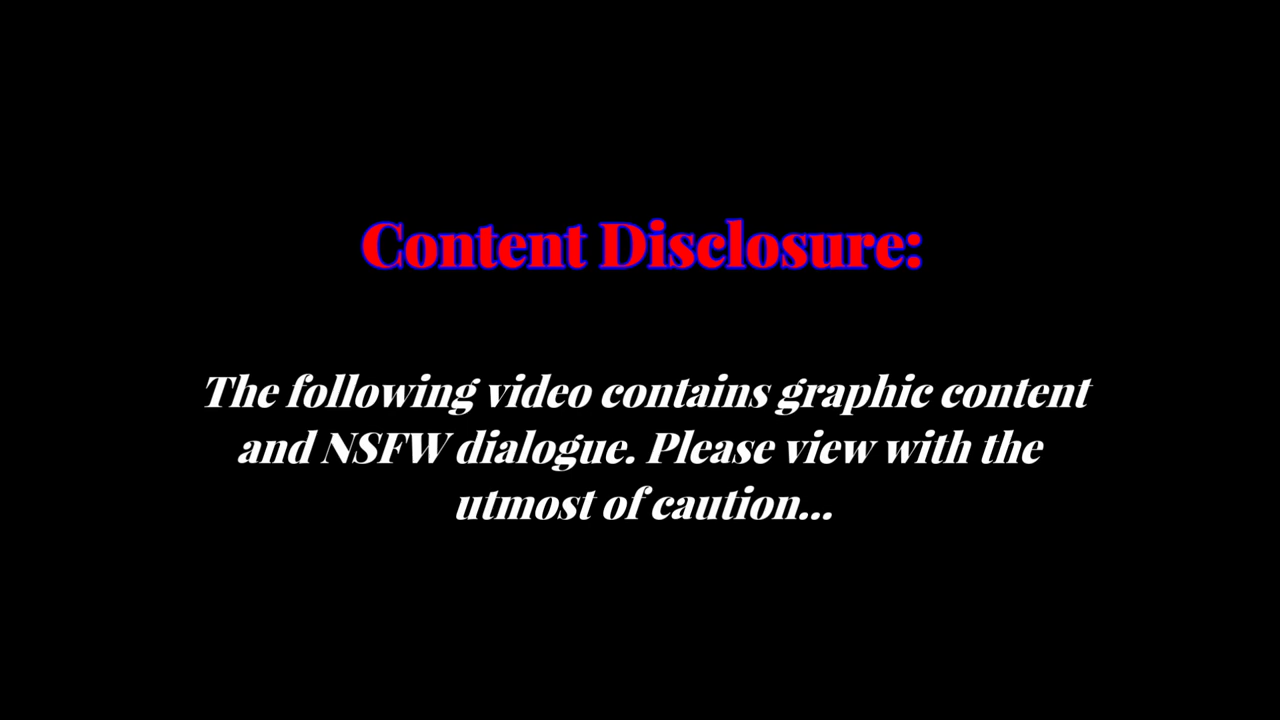 Content Disclosure:
The following video contains graphic content
and NSFW dialogue. Please view with the
utmost of caution...